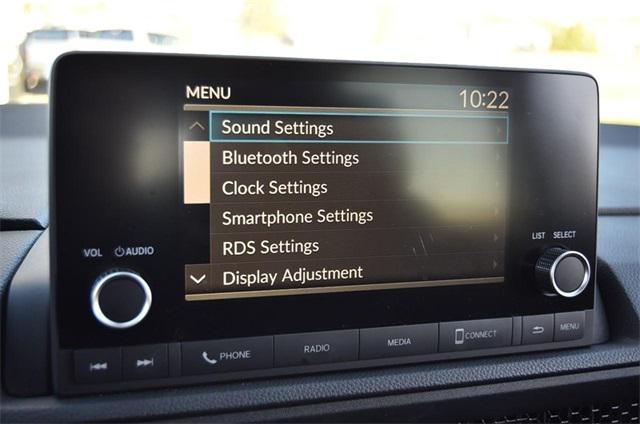 MENU
10:22
Sound Settings
Bluetooth Settings
Clock Settings
Smartphone Settings
RDS Settings
Display Adjustment
VOL AUDIO
LIST SELECT
PHONE
RADIO
MEDIA
CONNECT
MENU